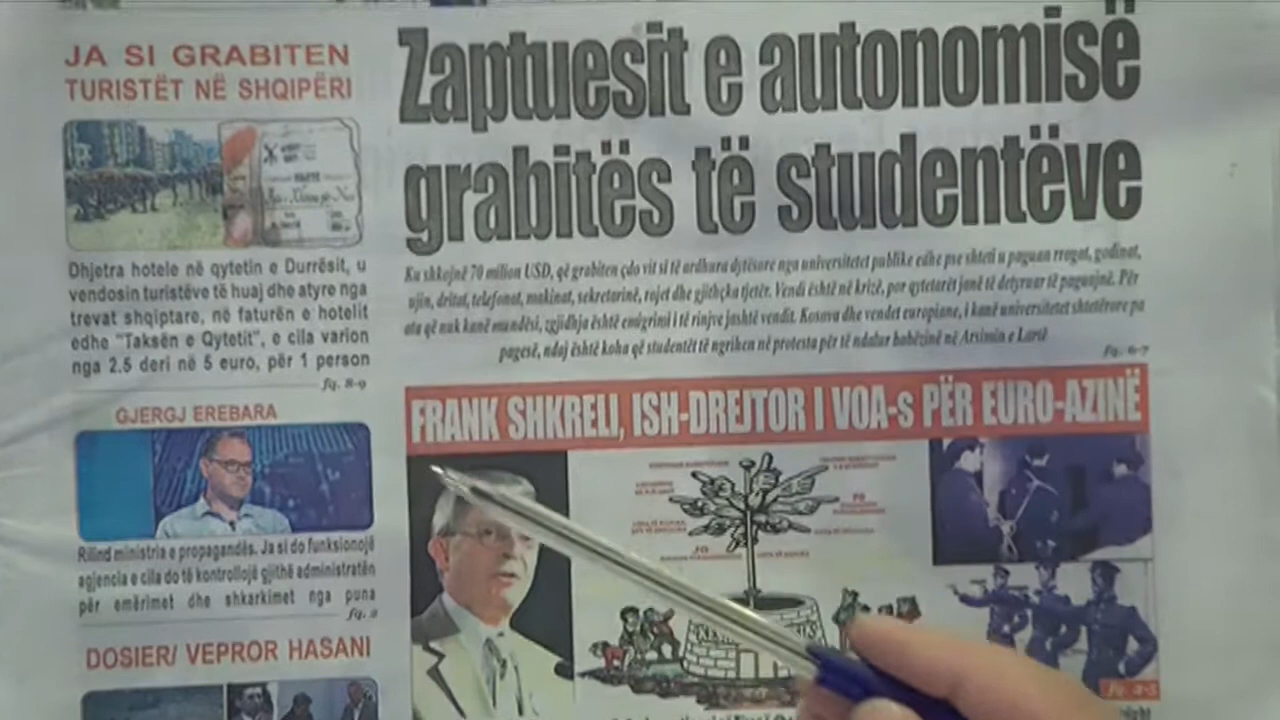 JA SI GRABITEN
TURISTËT NË SHQIPËRI
Dhjetra hotele në qytetin e Durrësit, u
vendosin turistëve të huaj dhe atyre nga
trevat shqiptare, në faturën e hotelit
edhe "Taksën e Qytetit", e cila varion
nga 2.5 deri në 5 euro, për 1 person
fq. 8-9
GJERGJ EREBARA
Rilind ministria e propagandës. Ja si do funksionojë
agjencia e cila do të kontrollojë gjithë administratën
për emërimet dhe shkarkimet nga puna
fq. 2
DOSIER/ VEPROR HASANI
Zaptuesit e autonomisë
grabitës të studentëve
Ku shkojnë 70 milion USD, që grabiten çdo vit si të ardhura dytësore nga universitetet publike edhe pse shteti u paguan rrogat, godinat,
ujin, dritat, telefonat, makinat, sekretarinë, rojet dhe gjithçka tjetër. Vendi është në krizë, por qytetarët janë të detyruar të paguajnë. Për
ata që nuk kanë mundësi, zgjidhja është emigrimi i të rinjve jashtë vendit. Kosova dhe vendet europiane, i kanë universitetet shtetërore pa
pagesë, ndaj është koha që studentët të ngrihen në protesta për të ndalur hobëzinë në Arsimin e Lartë
fq. 6-7
FRANK SHKRELI, ISH-DREJTOR I VOA-s PËR EURO-AZINË
fq. 4-5